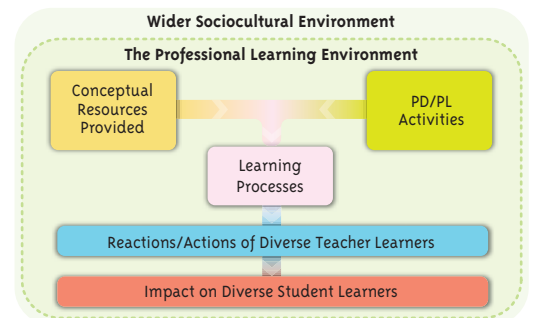 Wider Sociocultural Environment
The Professional Learning Environment
Conceptual
Resources
Provided
PD/PL
Activities
Learning
Processes
Reactions/Actions of Diverse Teacher Learners
Impact on Diverse Student Learners